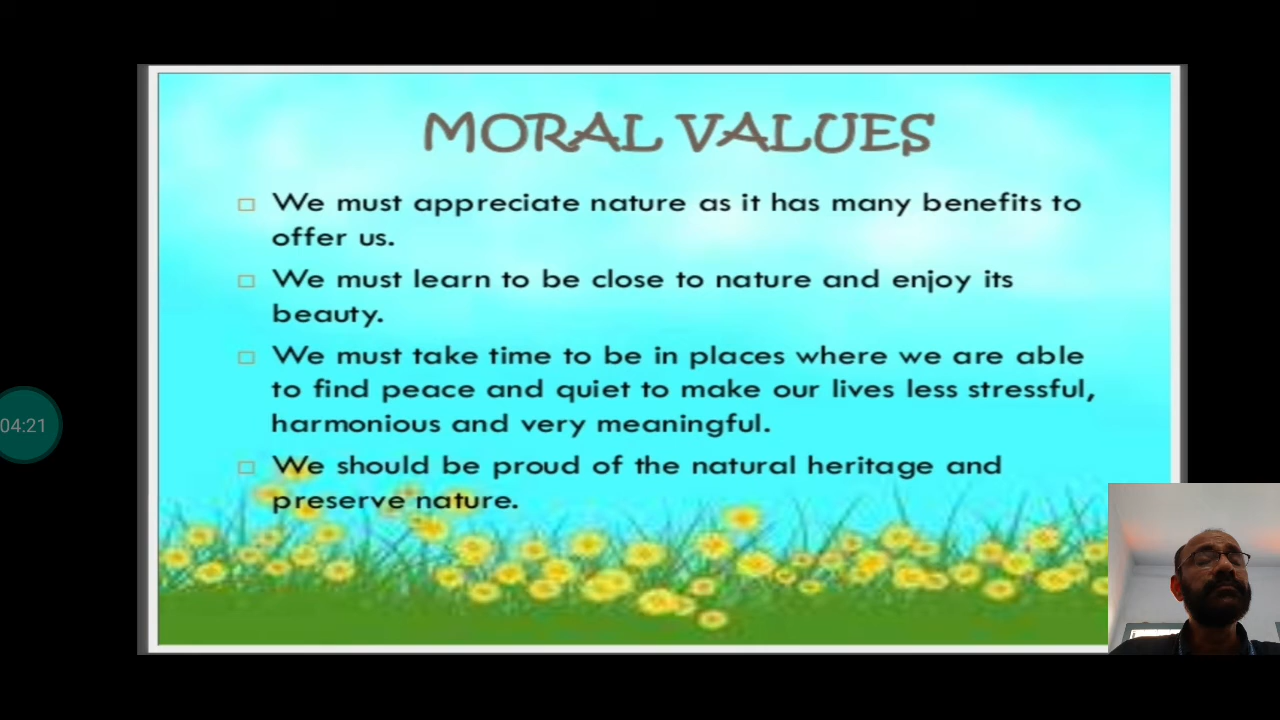 MORAL VALUES
We must appreciate nature as it has many benefits to
offer us.
We must learn to be close to nature and enjoy its
beauty.
We must take time to be in places where we are able
to find peace and quiet to make our lives less stressful,
harmonious and very meaningful.
We should be proud of the natural heritage and
preserve nature.
04:21